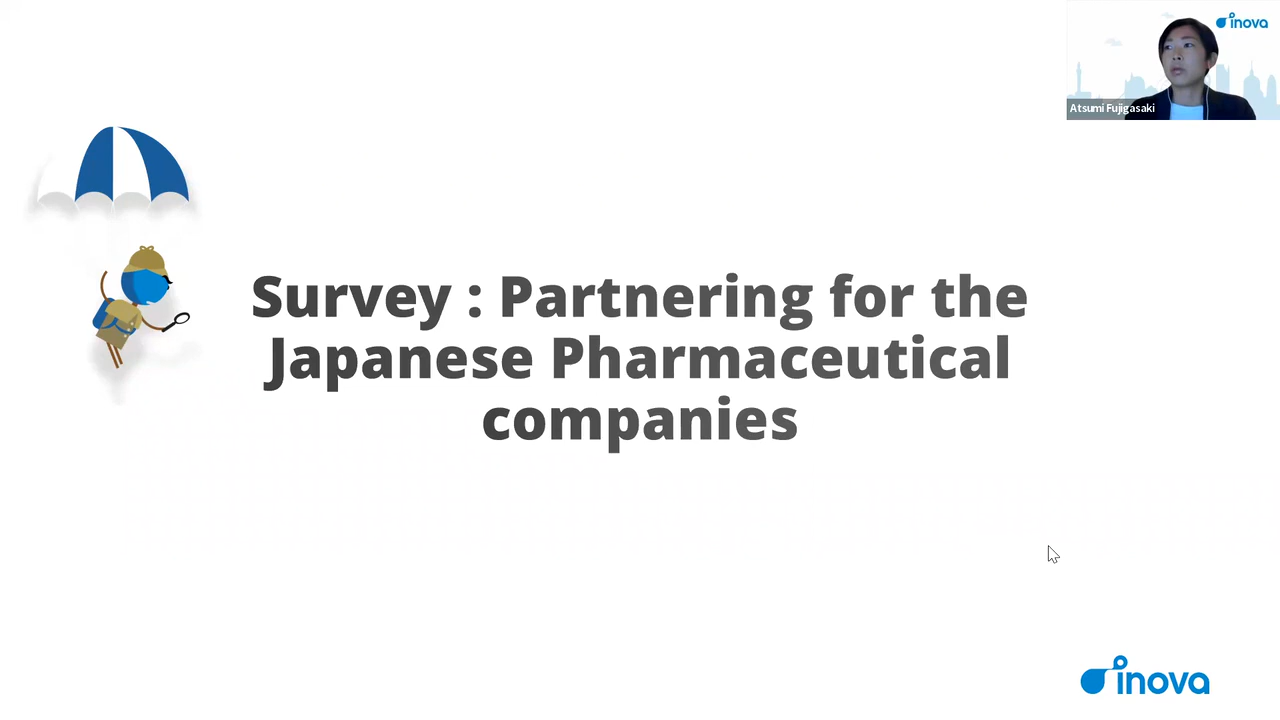 inova
Atsumi Fujigasaki
Survey : Partnering for the
Japanese Pharmaceutical
companies
inova